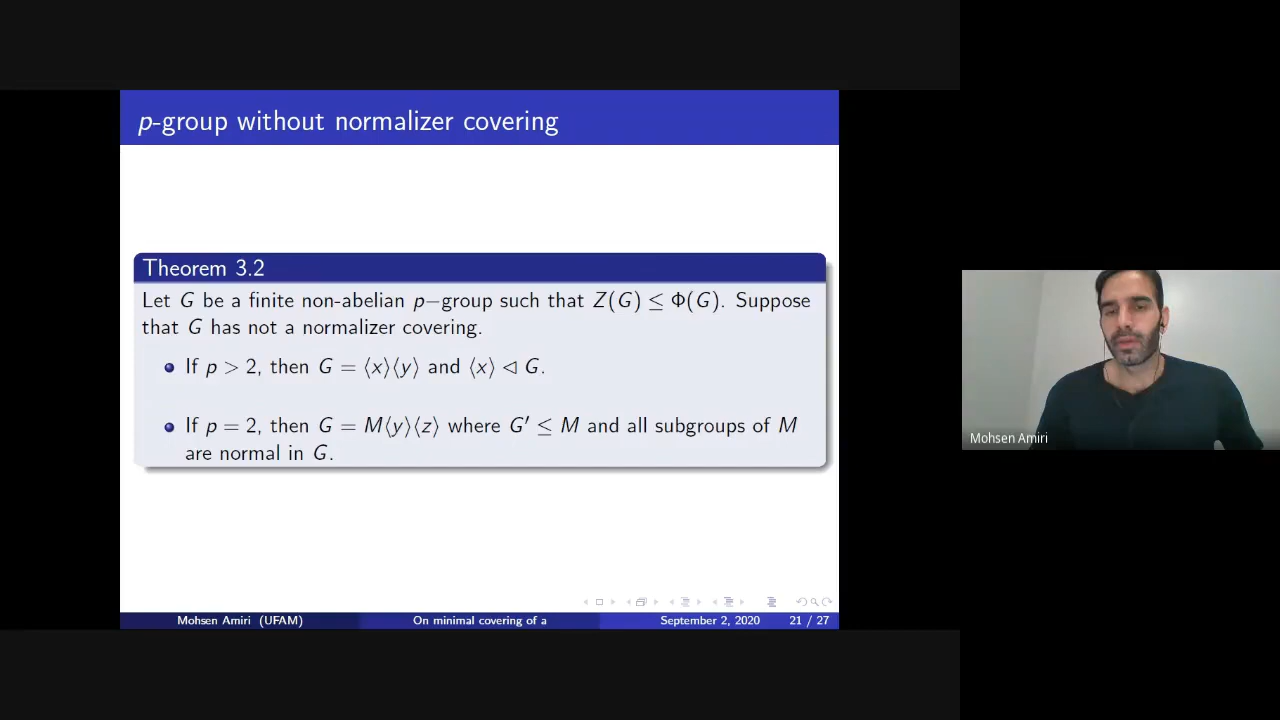 p-group without normalizer covering
Theorem 3.2
Let G be a finite non-abelian p−group such that Z(G) ≤ Φ(G). Suppose
that G has not a normalizer covering.
If p > 2, then G = ⟨x⟩⟨y⟩ and ⟨x⟩ ◁ G.
If p = 2, then G = M⟨y⟩⟨z⟩ where G′ ≤ M and all subgroups of M
are normal in G.
Mohsen Amiri (UFAM) On minimal covering of a September 2, 2020 21 / 27
Mohsen Amiri